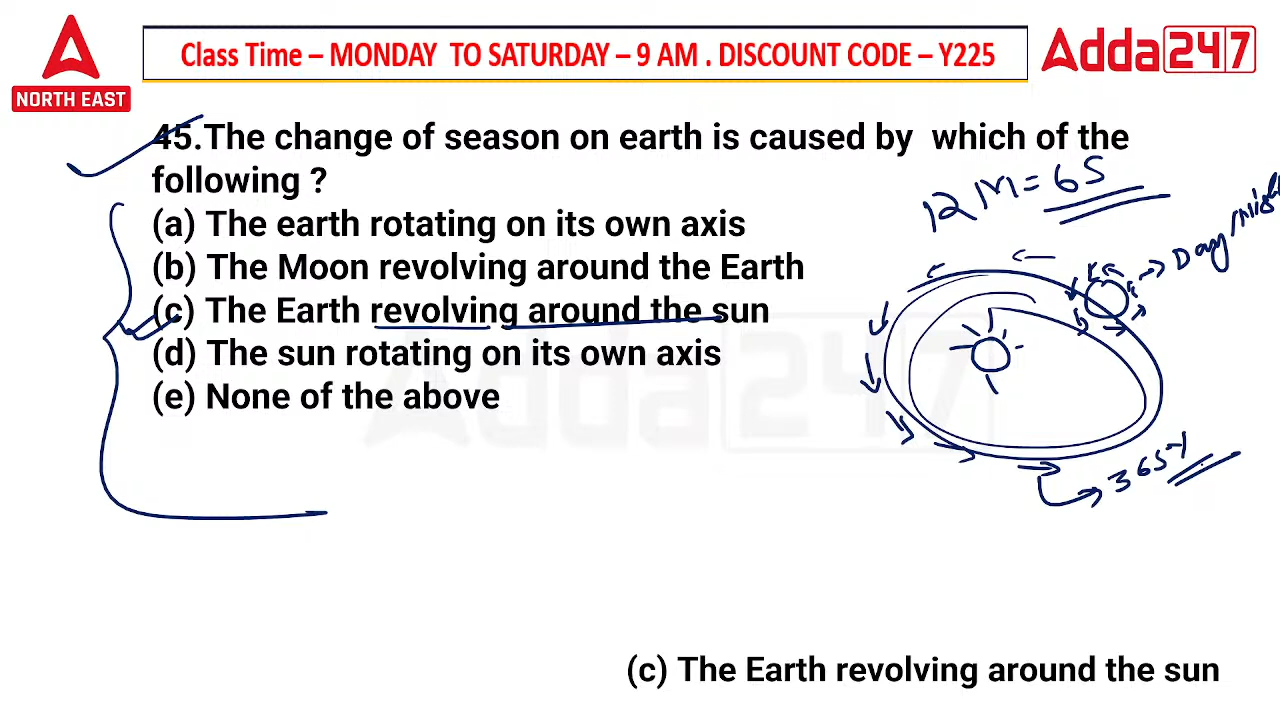 NORTH EAST
Class Time – MONDAY TO SATURDAY – 9 AM . DISCOUNT CODE – Y225
Adda247
45.The change of season on earth is caused by which of the
following ?
(a) The earth rotating on its own axis
(b) The Moon revolving around the Earth
(c) The Earth revolving around the sun
(d) The sun rotating on its own axis
(e) None of the above
12 M = 6S
Day
Adda247
(c) The Earth revolving around the sun